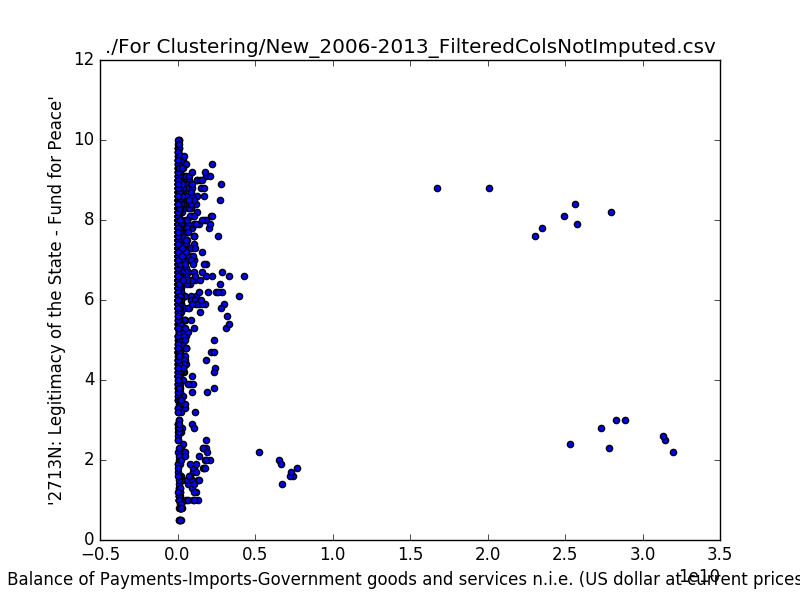 ./For Clustering/New_2006-2013_FilteredColsNotImputed.csv
12
10
8
6
4
2
0
'2713N: Legitimacy of the State - Fund for Peace'
−0.5 0.0 0.5 1.0 1.5 2.0 2.5 3.0 3.5
1e10
Balance of Payments-Imports-Government goods and services n.i.e. (US dollar at current prices